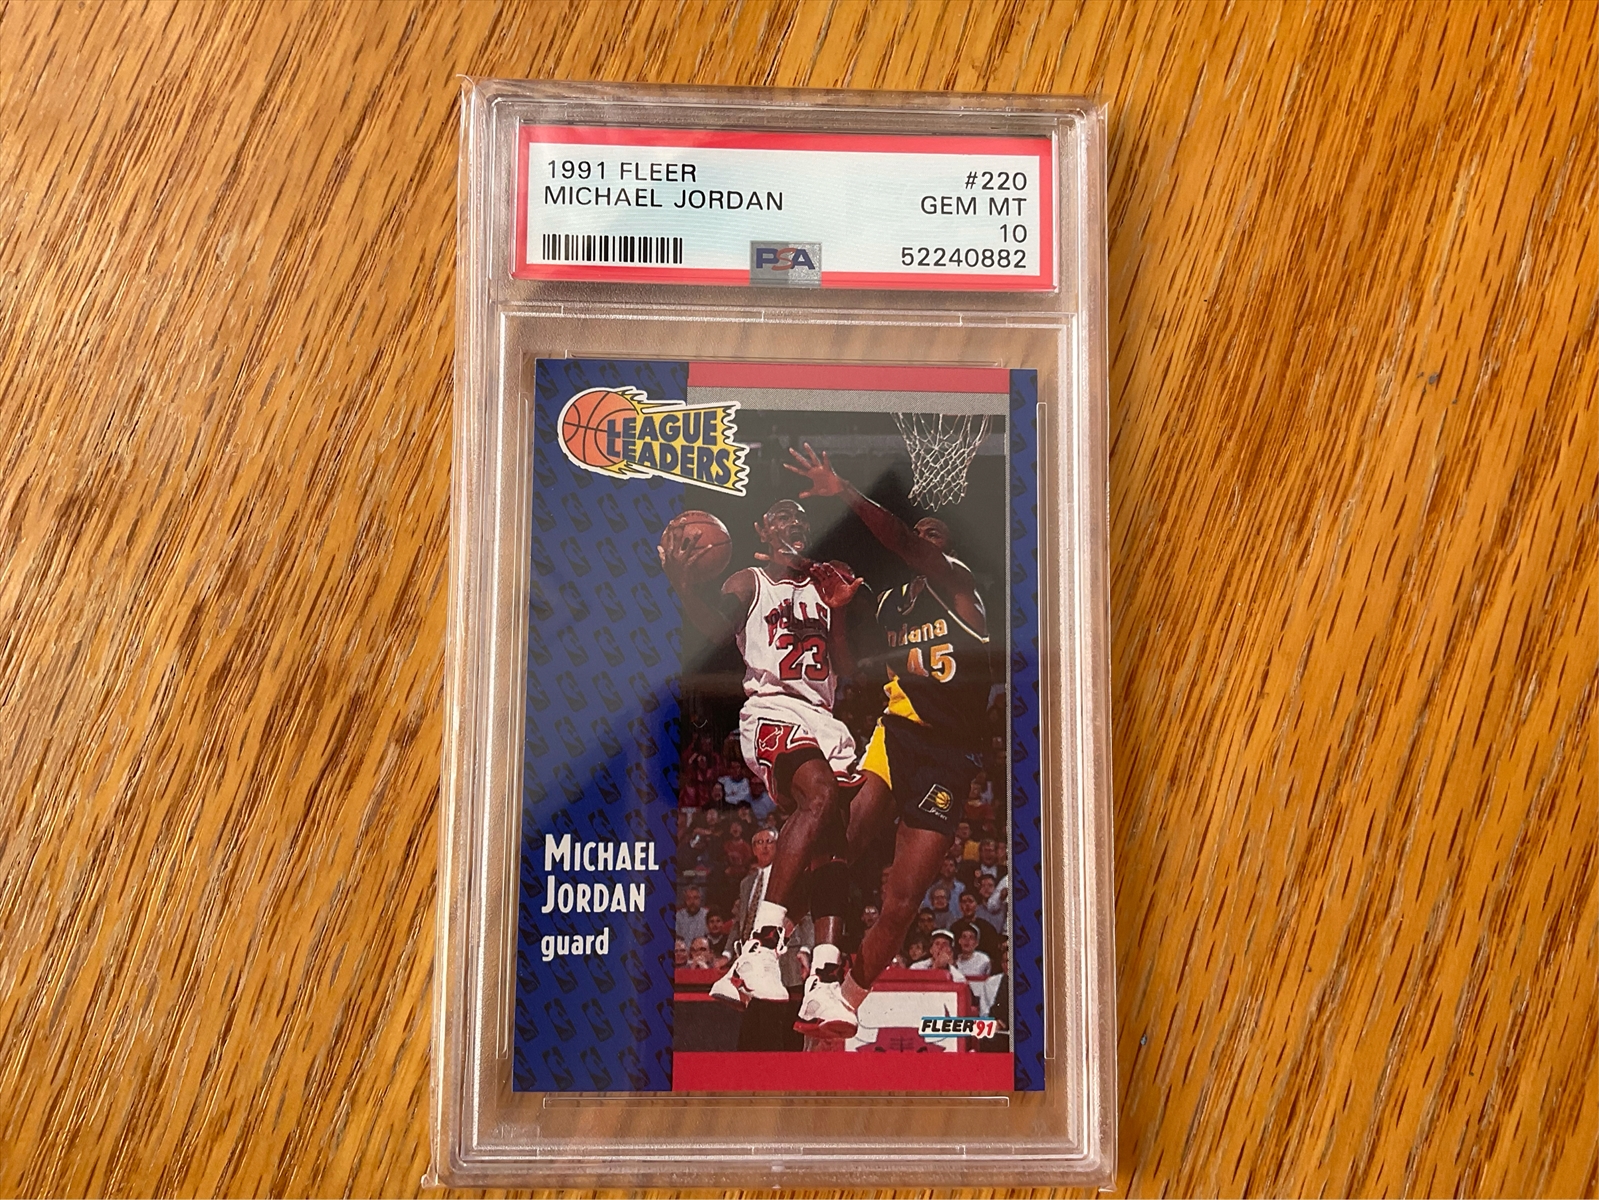 1991 FLEER
MICHAEL JORDAN
#220
GEM MT
10
52240882
PSA
LEAGUE
LEADERS
BULLS
23
ndiana
45
MICHAEL
JORDAN
guard
FLEER '91